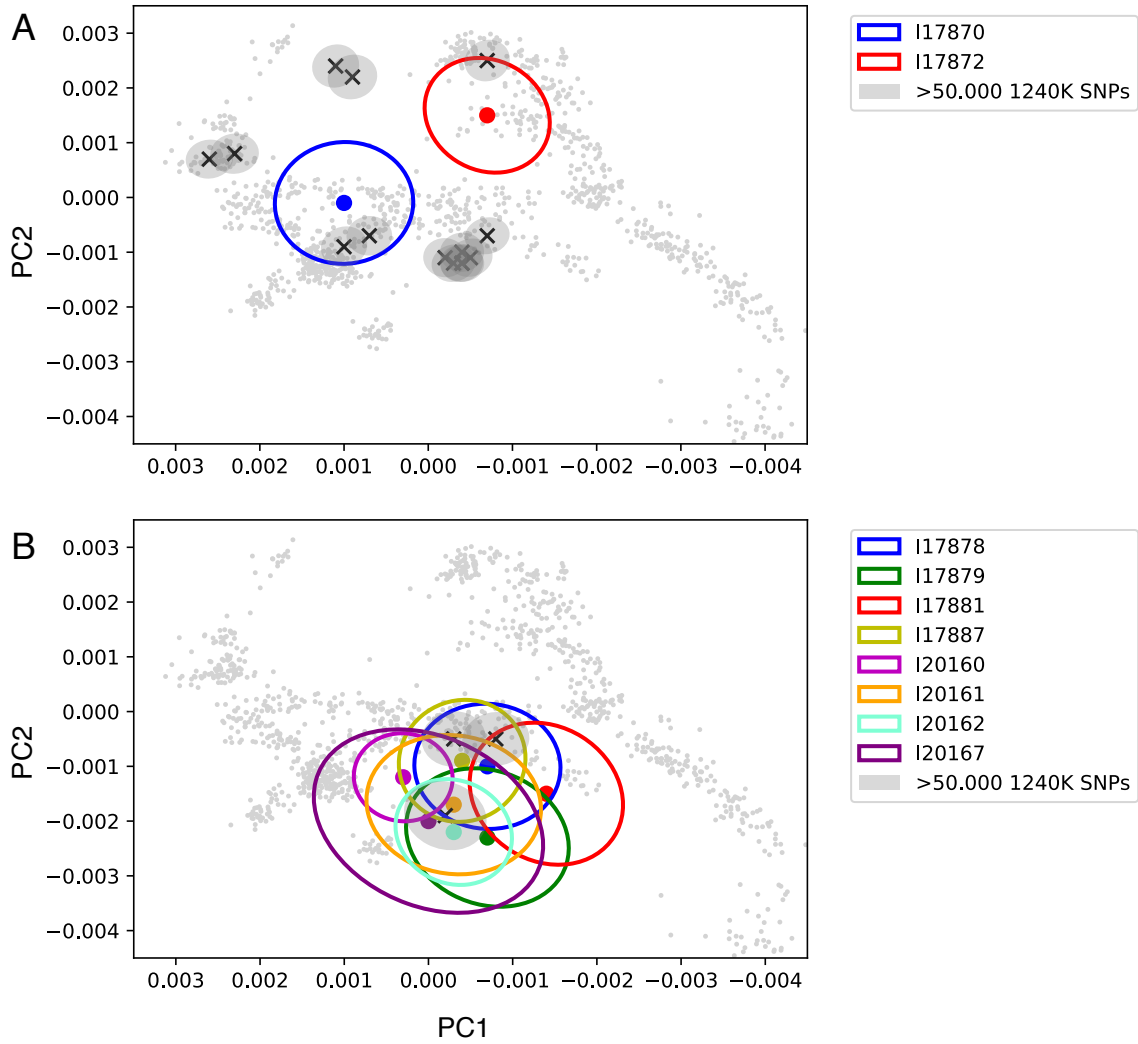 A
0.003
0.002
0.001
0.000
−0.001
−0.002
−0.003
−0.004
PC2
0.003 0.002 0.001 0.000 −0.001 −0.002 −0.003 −0.004
I17870
I17872
>50.000 1240K SNPs
B
0.003
0.002
0.001
0.000
−0.001
−0.002
−0.003
−0.004
PC2
0.003 0.002 0.001 0.000 −0.001 −0.002 −0.003 −0.004
PC1
I17878
I17879
I17881
I17887
I20160
I20161
I20162
I20167
>50.000 1240K SNPs